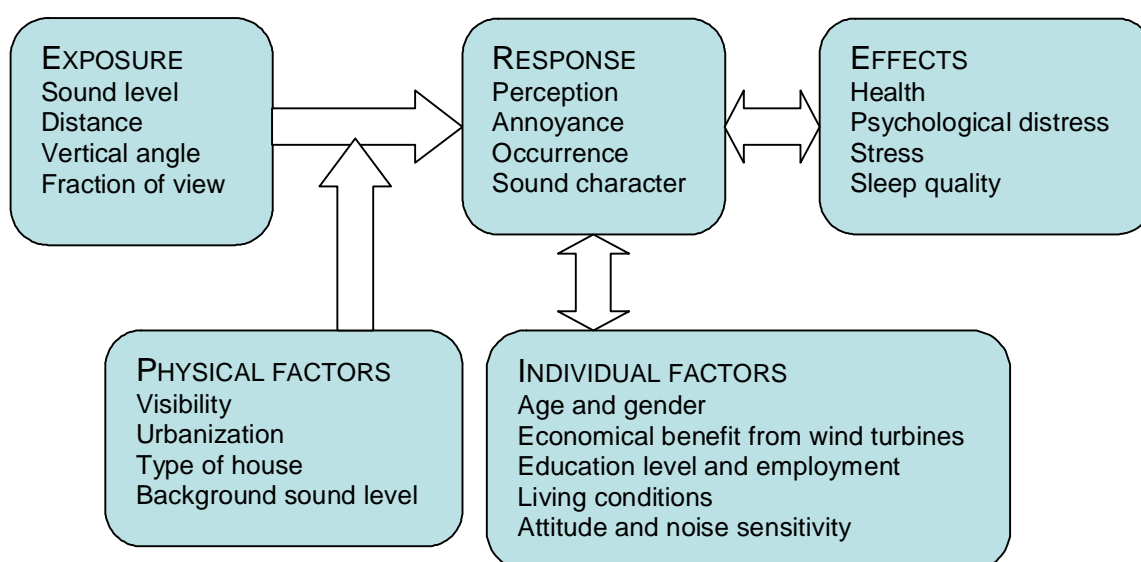 EXPOSURE
Sound level
Distance
Vertical angle
Fraction of view
RESPONSE
Perception
Annoyance
Occurrence
Sound character
EFFECTS
Health
Psychological distress
Stress
Sleep quality
PHYSICAL FACTORS
Visibility
Urbanization
Type of house
Background sound level
INDIVIDUAL FACTORS
Age and gender
Economical benefit from wind turbines
Education level and employment
Living conditions
Attitude and noise sensitivity